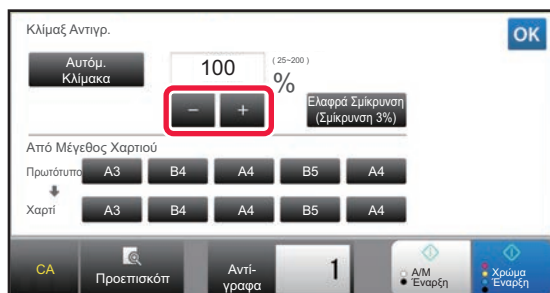 Κλίμαξ Αντιγρ.
OK
Αυτόμ.
Κλίμακα
100
( 25~200 )
%
− +
Ελαφρά Σμίκρυνση
(Σμίκρυνση 3%)
Από Μέγεθος Χαρτιού
Πρωτότυπο A3 B4 A4 B5 A4
Χαρτί A3 B4 A4 B5 A4
CA
Προεπισκόπ
Αντί-
γραφα
1
Α/Μ
Έναρξη
Χρώμα
Έναρξη